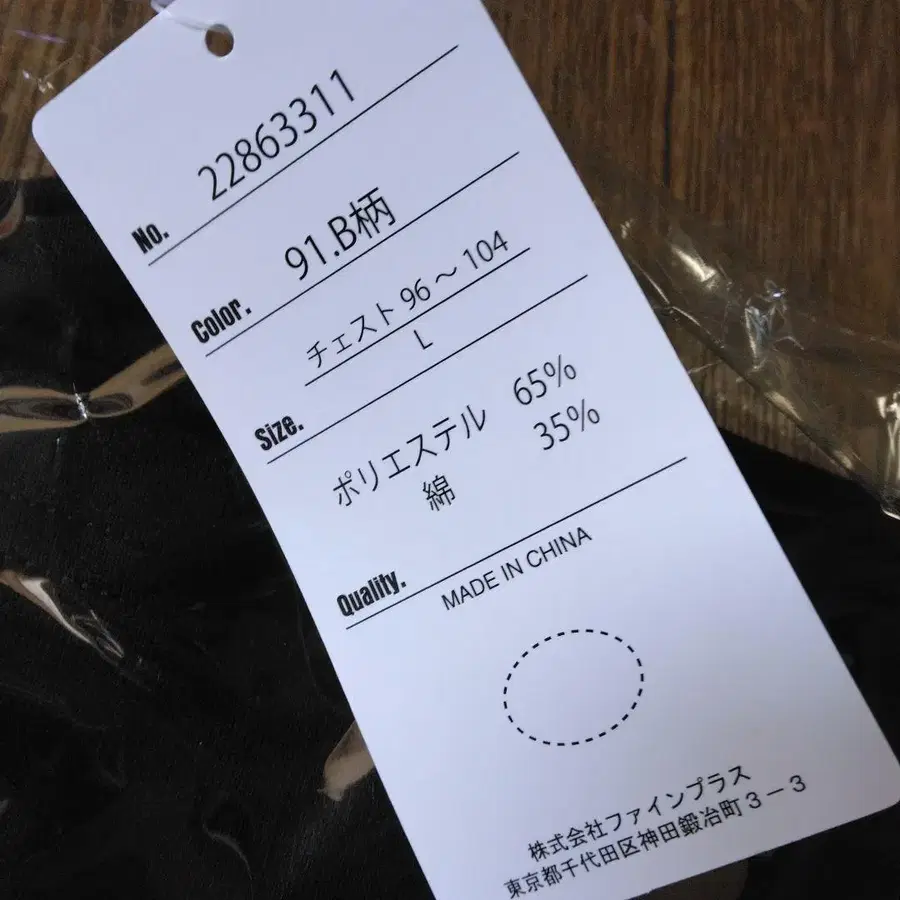 No. 22863311
Color. 91.B柄
チェスト 96～104
Size. L
ポリエステル 65%
綿 35%
Quality.
MADE IN CHINA
株式会社ファインプラス
東京都千代田区神田鍛冶町3-3